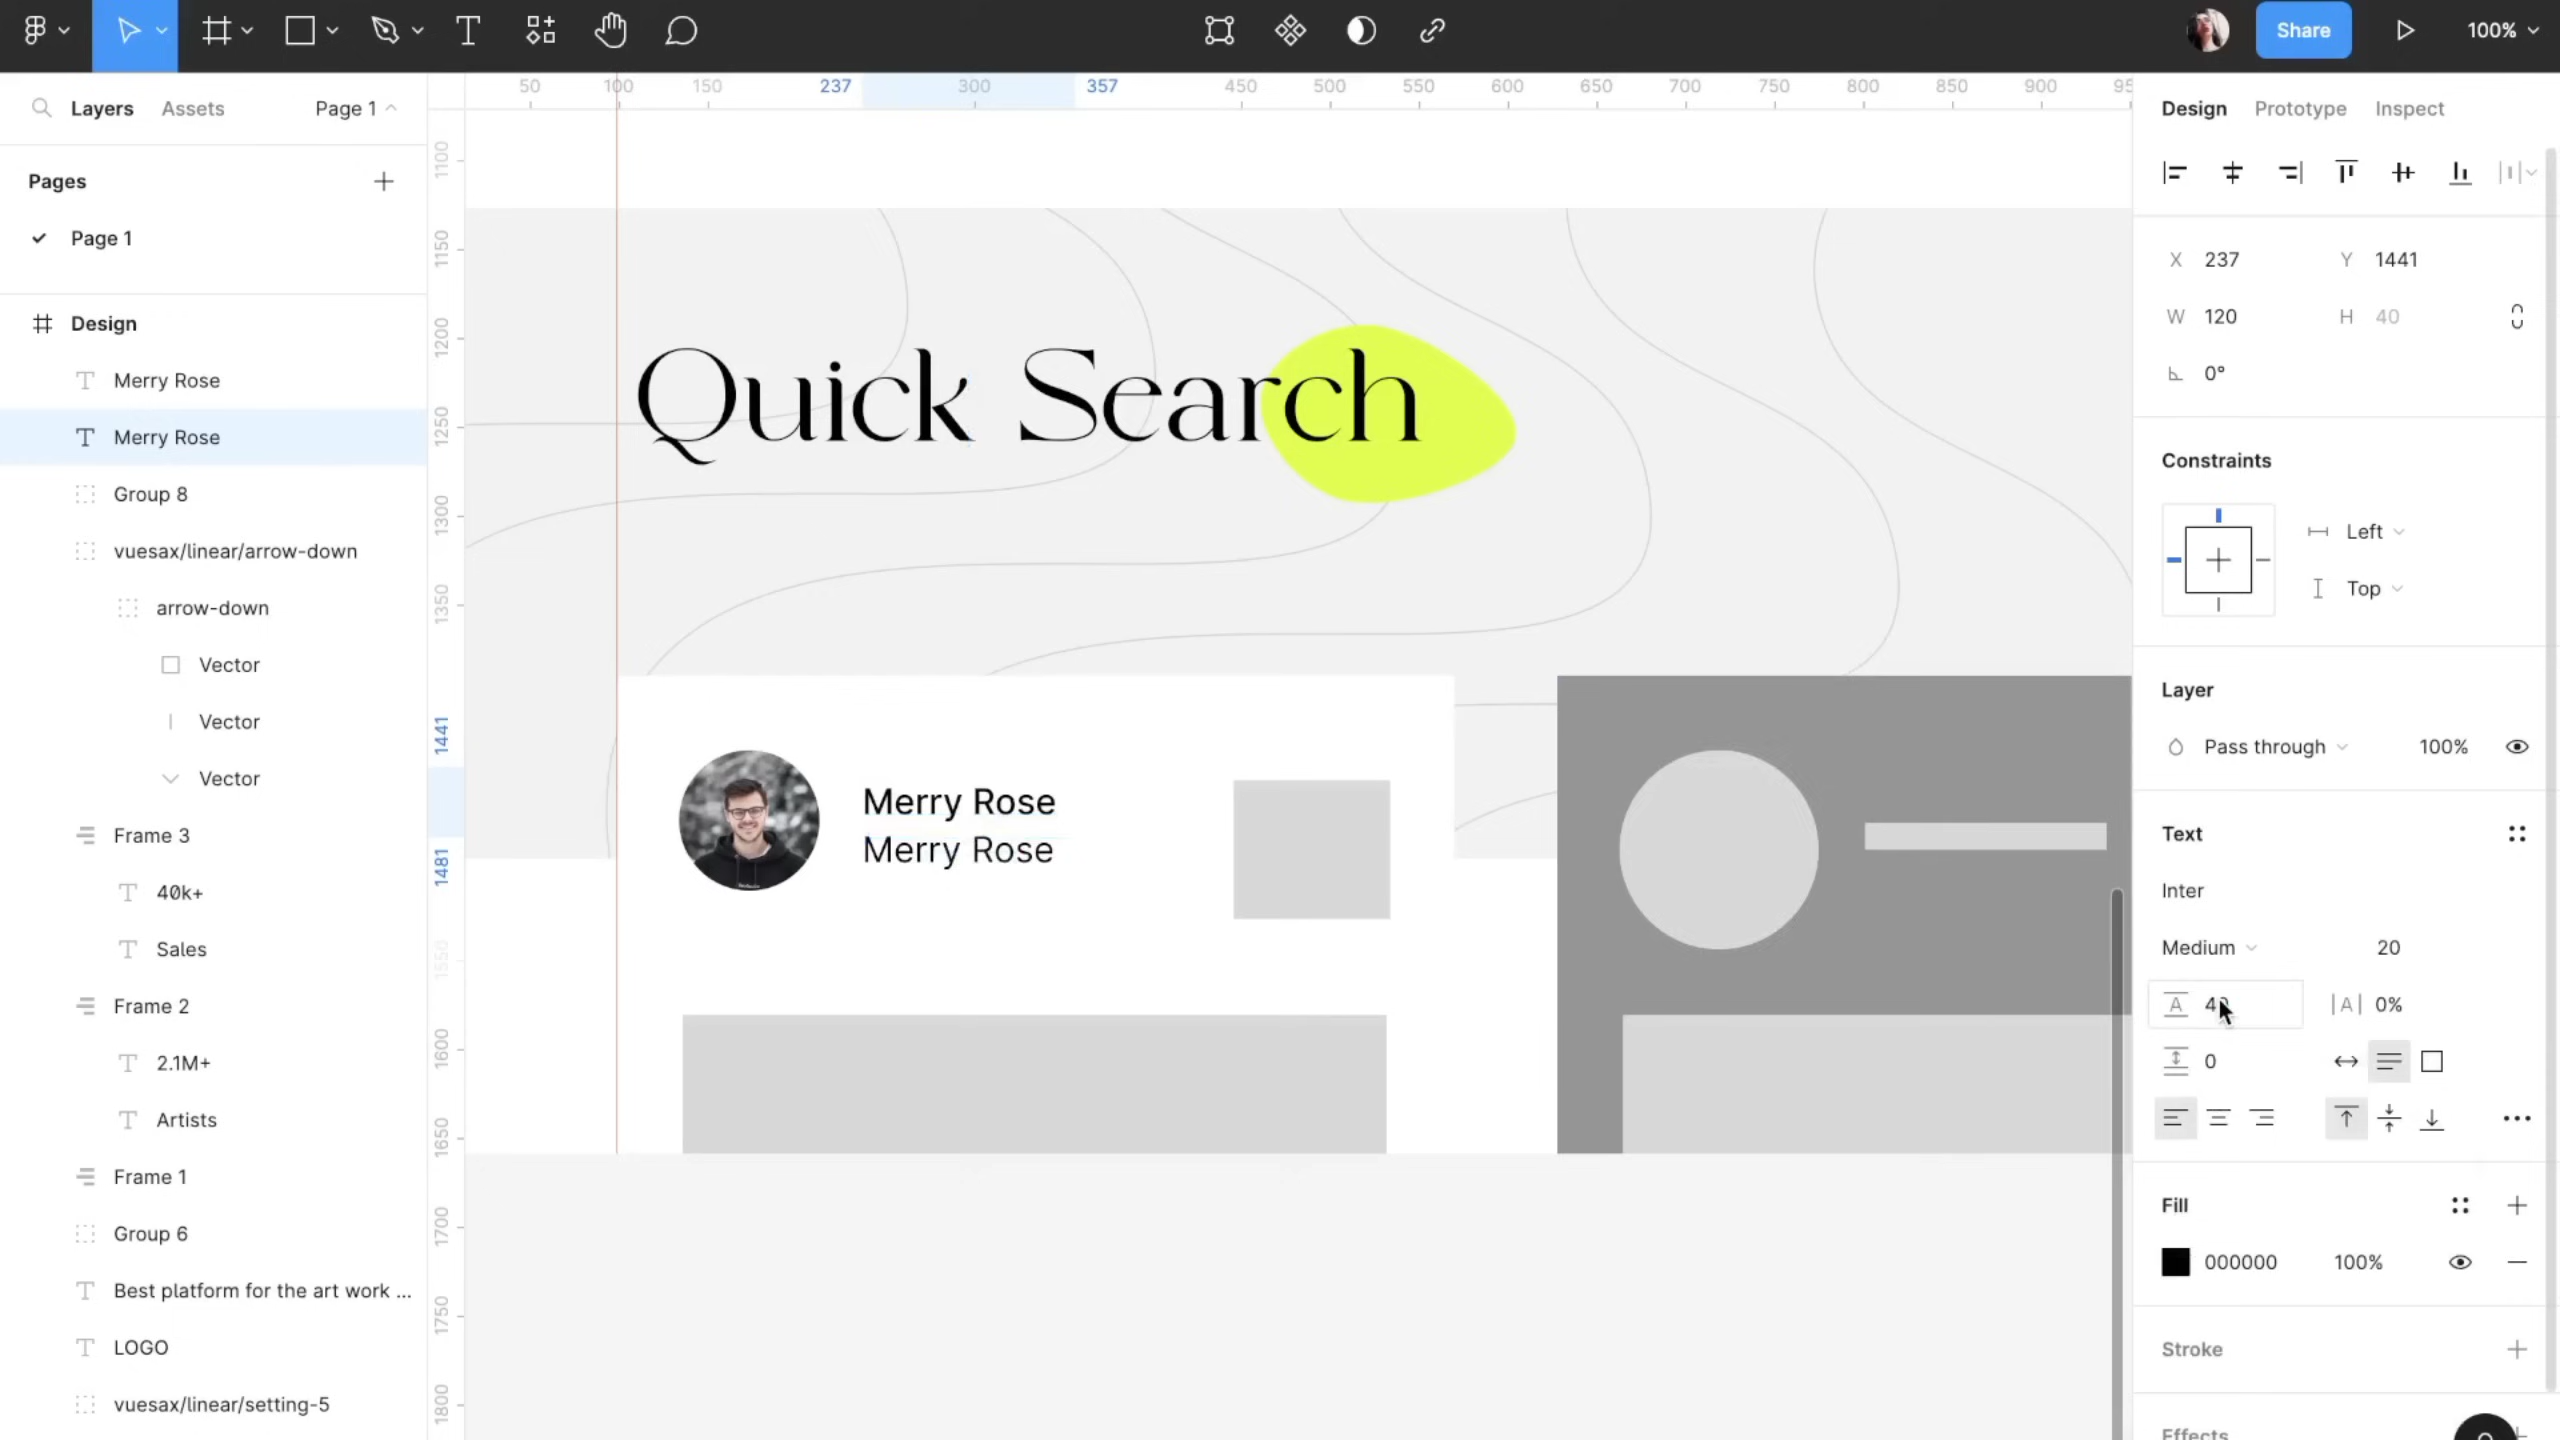 Share
100%
Layers
Assets
Page 1
50
100
150
237
300
357
450
500
550
600
650
700
750
800
850
900
95
Design
Prototype
Inspect
Pages
Page 1
Design
Merry Rose
Merry Rose
Group 8
vuesax/linear/arrow-down
arrow-down
Vector
Vector
Vector
Frame 3
40k+
Sales
Frame 2
2.1M+
Artists
Frame 1
Group 6
Best platform for the art work ...
LOGO
vuesax/linear/setting-5
1100
1150
1200
1250
1300
1350
1441
1481
1550
1600
1650
1700
1750
1800
Quick Search
Merry Rose
Merry Rose
X 237
Y 1441
W 120
H 40
0°
Constraints
Left
Top
Layer
Pass through
100%
Text
Inter
Medium
20
0%
0
Fill
000000
100%
Stroke
Effects